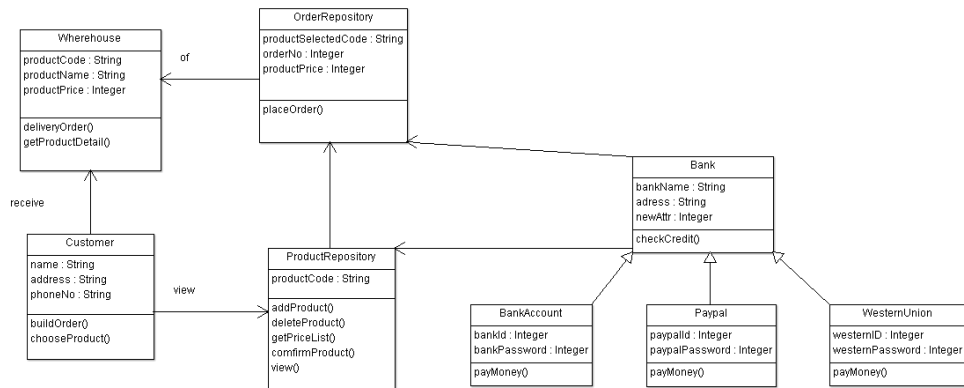 OrderRepository
productSelectedCode : String
orderNo : Integer
productPrice : Integer
placeOrder()
Wherehouse
productCode : String
productName : String
productPrice : Integer
deliveryOrder()
getProductDetail()
of
Bank
bankName : String
adress : String
newAttr : Integer
checkCredit()
receive
Customer
name : String
address : String
phoneNo : String
buildOrder()
chooseProduct()
view
ProductRepository
productCode : String
addProduct()
deleteProduct()
getPriceList()
comfirmProduct()
view()
BankAccount
bankId : Integer
bankPassword : Integer
payMoney()
Paypal
paypalId : Integer
paypalPassword : Integer
payMoney()
WesternUnion
westernID : Integer
westernPassword : Integer
payMoney()